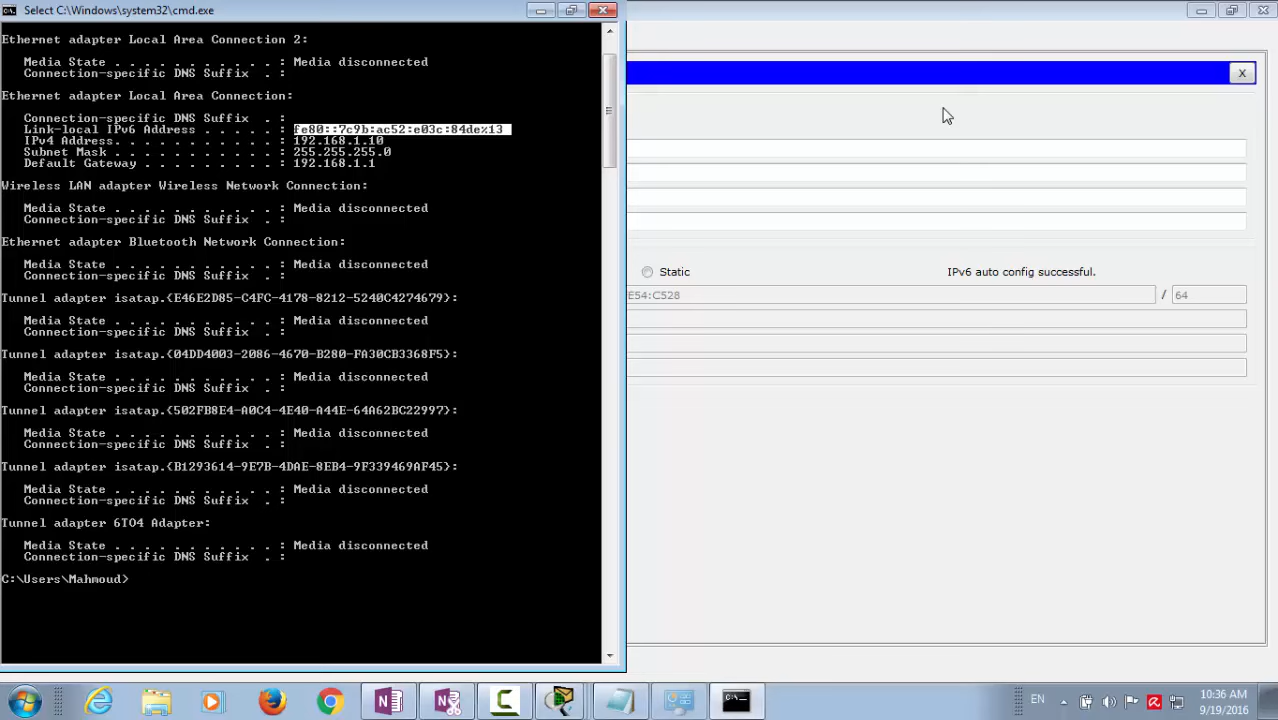 Select C:\Windows\system32\cmd.exe
Ethernet adapter Local Area Connection 2:
Media State . . . . . . . . . . . : Media disconnected
Connection-specific DNS Suffix  . :
Ethernet adapter Local Area Connection:
Connection-specific DNS Suffix  . :
Link-local IPv6 Address . . . . . : fe80::7c9b:ac52:e03c:84de%13
IPv4 Address. . . . . . . . . . . : 192.168.1.10
Subnet Mask . . . . . . . . . . . : 255.255.255.0
Default Gateway . . . . . . . . . : 192.168.1.1
Wireless LAN adapter Wireless Network Connection:
Media State . . . . . . . . . . . : Media disconnected
Connection-specific DNS Suffix  . :
Ethernet adapter Bluetooth Network Connection:
Media State . . . . . . . . . . . : Media disconnected
Connection-specific DNS Suffix  . :
Tunnel adapter isatap.{E46E2D85-C4FC-4178-8212-5240C4274679}:
Media State . . . . . . . . . . . : Media disconnected
Connection-specific DNS Suffix  . :
Tunnel adapter isatap.{04DD4003-2086-4670-B280-FA30CB3368F5}:
Media State . . . . . . . . . . . : Media disconnected
Connection-specific DNS Suffix  . :
Tunnel adapter isatap.{502FB8E4-A0C4-4E40-A44E-64A62BC22997}:
Media State . . . . . . . . . . . : Media disconnected
Connection-specific DNS Suffix  . :
Tunnel adapter isatap.{B1293614-9E7B-4DAE-8EB4-9F339469AF45}:
Media State . . . . . . . . . . . : Media disconnected
Connection-specific DNS Suffix  . :
Tunnel adapter 6TO4 Adapter:
Media State . . . . . . . . . . . : Media disconnected
Connection-specific DNS Suffix  . :
C:\Users\Mahmoud>
X
Static IPv6 auto config successful.
E54:C528 / 64
EN
10:36 AM
9/19/2016